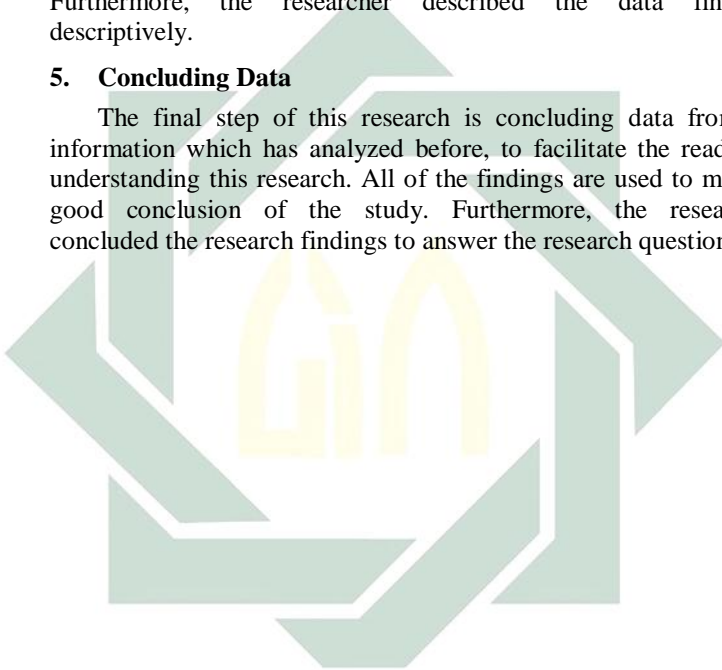 Furthermore, the researcher described the data fin
descriptively.
5. Concluding Data
The final step of this research is concluding data from
information which has analyzed before, to facilitate the read
understanding this research. All of the findings are used to m
good conclusion of the study. Furthermore, the resear
concluded the research findings to answer the research question